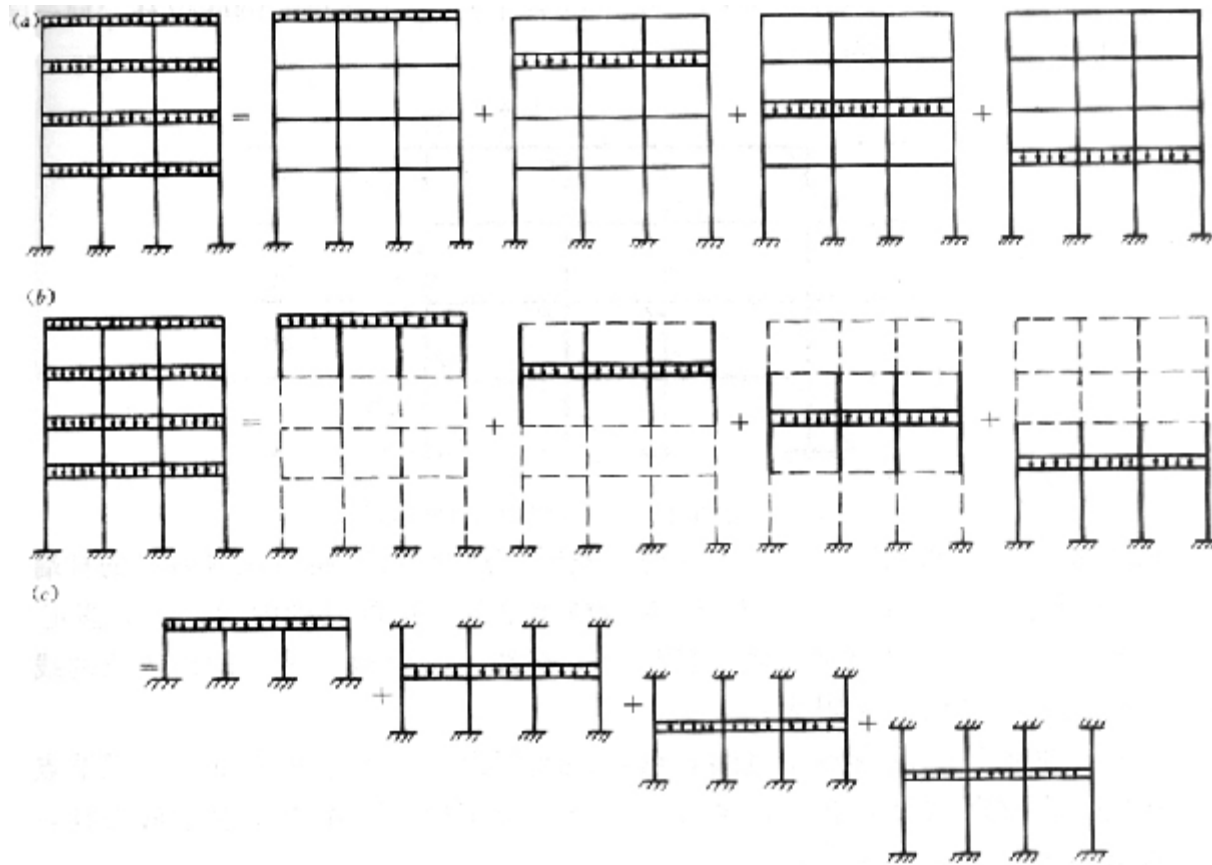 (a)
= + + +
(b)
= + + +
(c)
= + + +